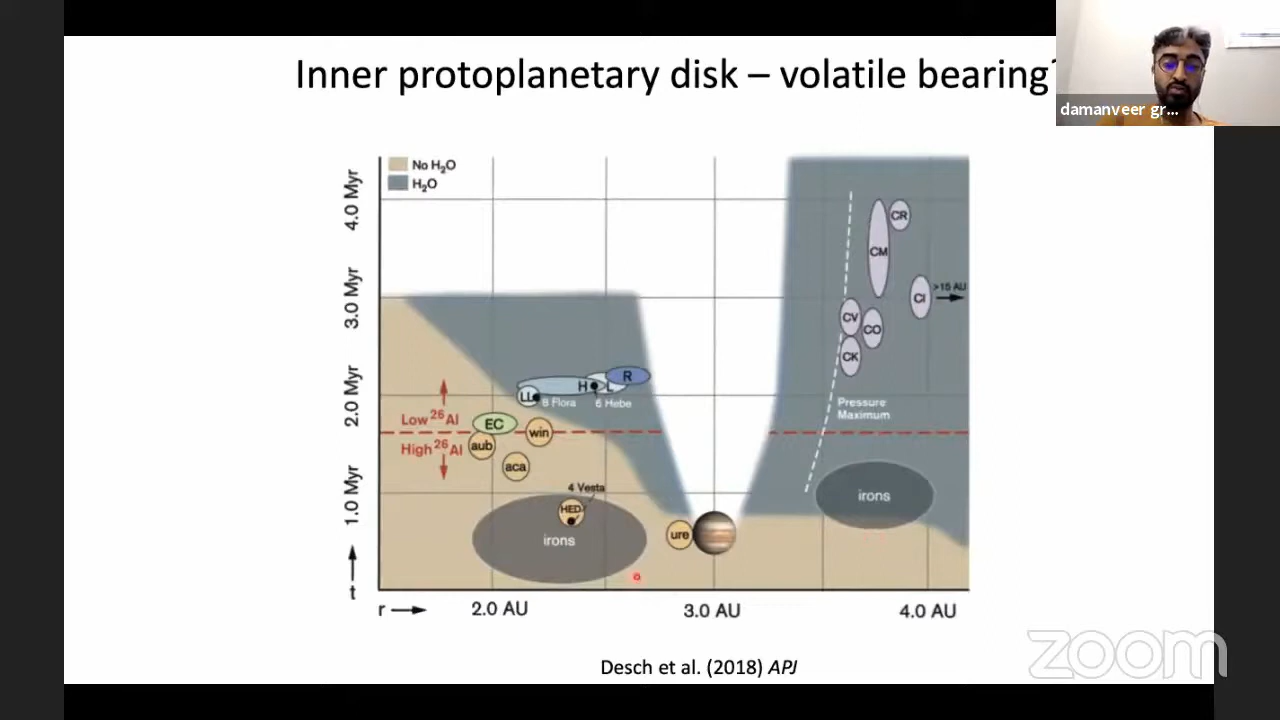 Inner protoplanetary disk – volatile bearing?
damanveer gr...
No H₂O
H₂O
4.0 Myr
3.0 Myr
2.0 Myr
1.0 Myr
t
CR
CM
CI
>15 AU
CV
CO
CK
Pressure
Maximum
R
H
L
LL
8 Flora
6 Hebe
Low ²⁶Al
High ²⁶Al
EC
win
aub
aca
4 Vesta
HED
irons
ure
irons
r
2.0 AU
3.0 AU
4.0 AU
zoom
Desch et al. (2018) APJ